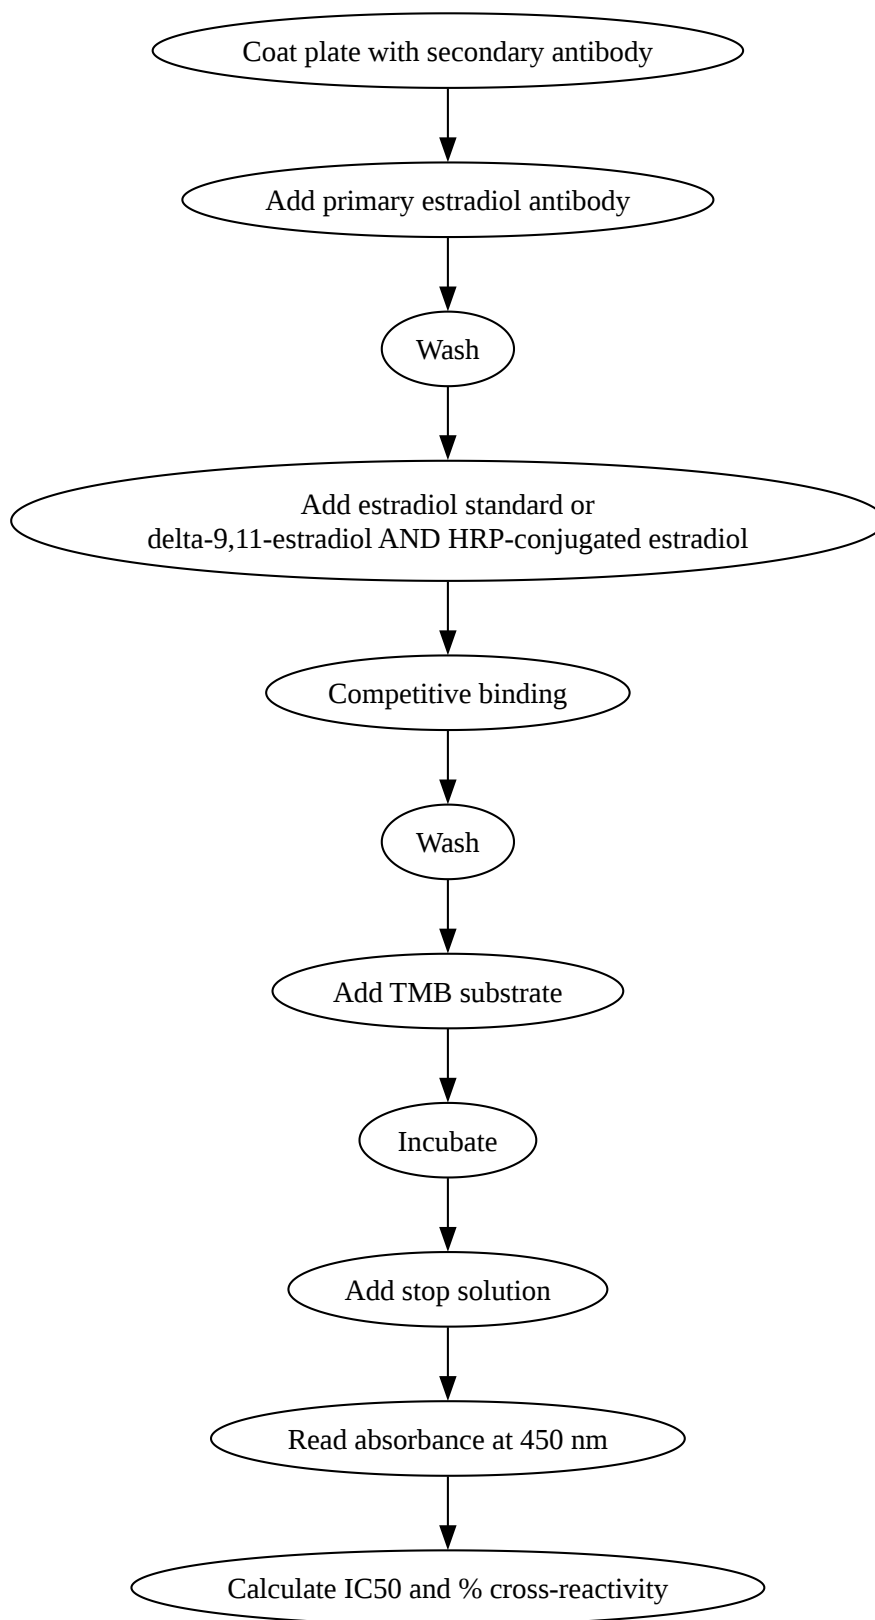 Coat plate with secondary antibody
Add primary estradiol antibody
Wash
Add estradiol standard or
delta-9,11-estradiol AND HRP-conjugated estradiol
Competitive binding
Wash
Add TMB substrate
Incubate
Add stop solution
Read absorbance at 450 nm
Calculate IC50 and % cross-reactivity